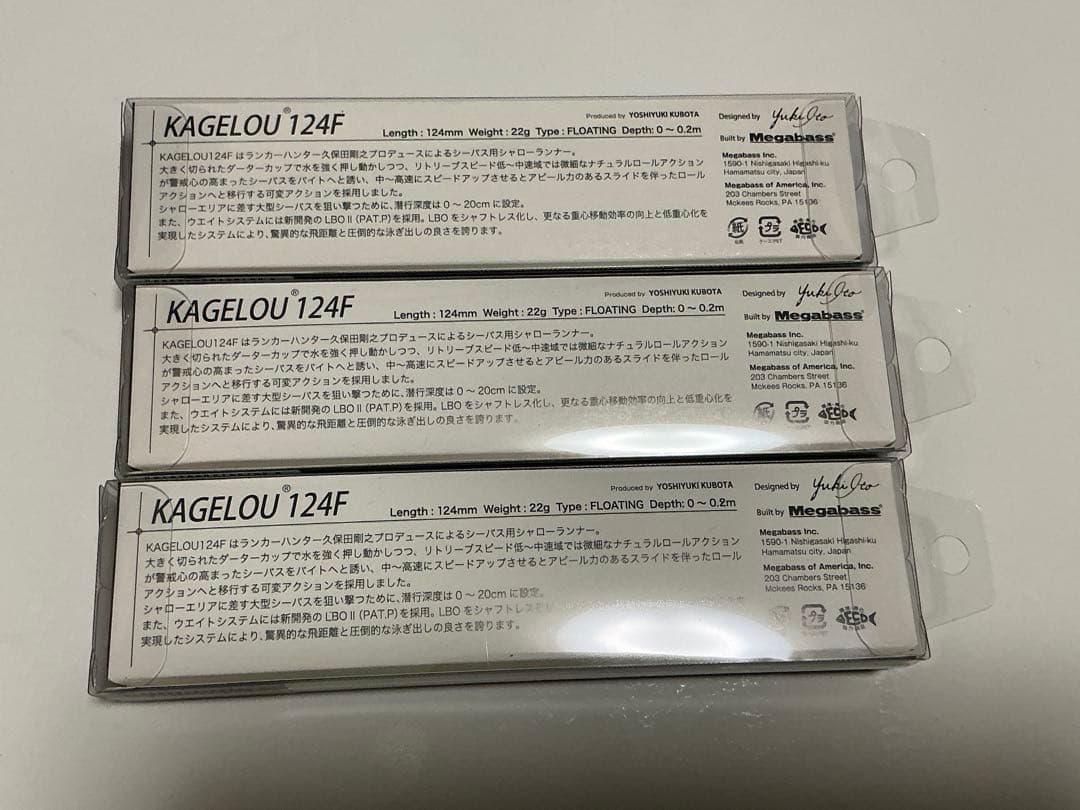 KAGELOU® 124F
Produced by YOSHIYUKI KUBOTA
Length : 124mm Weight : 22g Type : FLOATING Depth: 0～0.2m
KAGELOU124F はランカーハンター久保田剛之プロデュースによるシーバス用シャローランナー。
大きく切られたダーターカップで水を強く押し動かしつつ、リトリーブスピード低～中速域では微細なナチュラルロールアクション
が警戒心の高まったシーバスをバイトへと誘い、中～高速にスピードアップさせるとアピール力のあるスライドを伴ったロール
アクションへと移行する可変アクションを採用しました。
シャローエリアに差す大型シーバスを狙い撃つために、潜行深度は 0 ～ 20cm に設定。
また、ウエイトシステムには新開発の LBO II (PAT.P)を採用。LBO をシャフトレス化し、更なる重心移動効率の向上と低重心化を
実現したシステムにより、驚異的な飛距離と圧倒的な泳ぎ出しの良さを誇ります。
Designed by Yuki Ito
Built by Megabass®
Megabass Inc.
1590-1 Nishigasaki Higashi-ku
Hamamatsu city, Japan
Megabass of America, Inc.
203 Chambers Street
Mckees Rocks, PA 15136
紙 プラ ECO
KAGELOU® 124F
Produced by YOSHIYUKI KUBOTA
Length : 124mm Weight : 22g Type : FLOATING Depth: 0～0.2m
KAGELOU124F はランカーハンター久保田剛之プロデュースによるシーバス用シャローランナー。
大きく切られたダーターカップで水を強く押し動かしつつ、リトリーブスピード低～中速域では微細なナチュラルロールアクション
が警戒心の高まったシーバスをバイトへと誘い、中～高速にスピードアップさせるとアピール力のあるスライドを伴ったロール
アクションへと移行する可変アクションを採用しました。
シャローエリアに差す大型シーバスを狙い撃つために、潜行深度は 0 ～ 20cm に設定。
また、ウエイトシステムには新開発の LBO II (PAT.P)を採用。LBO をシャフトレス化し、更なる重心移動効率の向上と低重心化を
実現したシステムにより、驚異的な飛距離と圧倒的な泳ぎ出しの良さを誇ります。
Designed by Yuki Ito
Built by Megabass®
Megabass Inc.
1590-1 Nishigasaki Higashi-ku
Hamamatsu city, Japan
Megabass of America, Inc.
203 Chambers Street
Mckees Rocks, PA 15136
紙 プラ ECO
KAGELOU® 124F
Produced by YOSHIYUKI KUBOTA
Length : 124mm Weight : 22g Type : FLOATING Depth: 0～0.2m
KAGELOU124F はランカーハンター久保田剛之プロデュースによるシーバス用シャローランナー。
大きく切られたダーターカップで水を強く押し動かしつつ、リトリーブスピード低～中速域では微細なナチュラルロールアクション
が警戒心の高まったシーバスをバイトへと誘い、中～高速にスピードアップさせるとアピール力のあるスライドを伴ったロール
アクションへと移行する可変アクションを採用しました。
シャローエリアに差す大型シーバスを狙い撃つために、潜行深度は 0 ～ 20cm に設定。
また、ウエイトシステムには新開発の LBO II (PAT.P)を採用。LBO をシャフトレス
実現したシステムにより、驚異的な飛距離と圧倒的な泳ぎ出しの良さを誇ります。
Designed by Yuki Ito
Built by Megabass®
Megabass Inc.
1590-1 Nishigasaki Higashi-ku
Hamamatsu city, Japan
Megabass of America, Inc.
203 Chambers Street
Mckees Rocks, PA 15136
プラ ECO